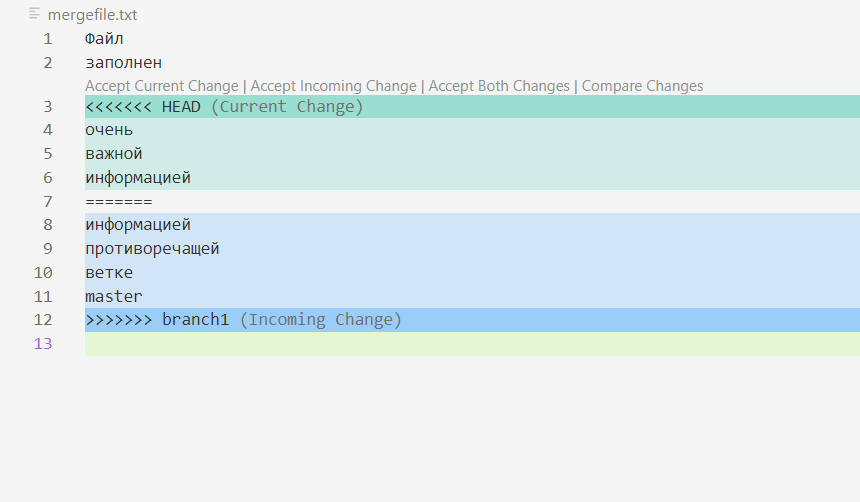 mergefile.txt
1 Файл
2 заполнен
Accept Current Change | Accept Incoming Change | Accept Both Changes | Compare Changes
3 <<<<<<< HEAD (Current Change)
4 очень
5 важной
6 информацией
7 =======
8 информацией
9 противоречащей
10 ветке
11 master
12 >>>>>>> branch1 (Incoming Change)
13